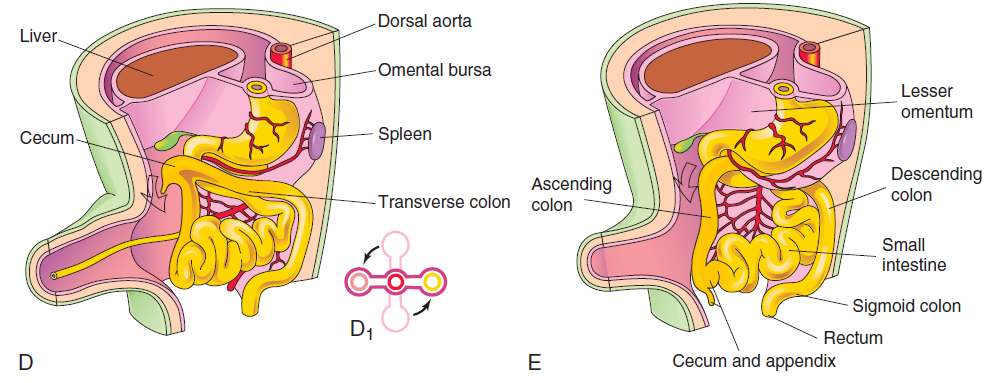 Liver
Dorsal aorta
Omental bursa
Cecum
Spleen
Transverse colon
D1
D
Lesser
omentum
Ascending
colon
Descending
colon
Small
intestine
Sigmoid colon
Rectum
Cecum and appendix
E